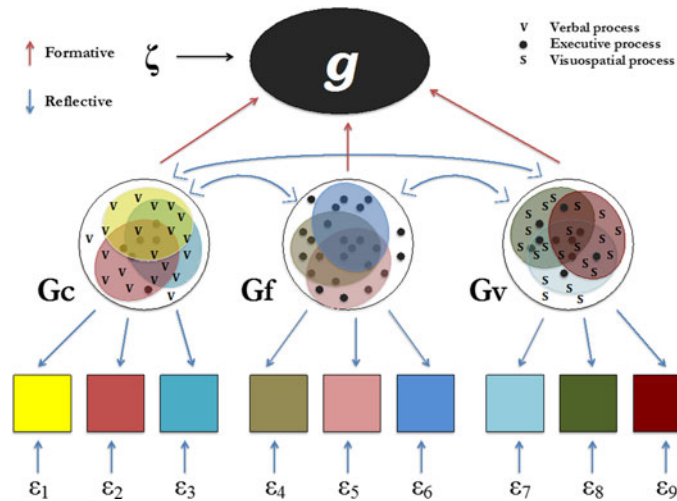 Formative
Reflective
ζ
g
V Verbal process
● Executive process
S Visuospatial process
V V V V V V V V V V V V V V V V V
S S S S S S S S S S S S S S S S S S
Gc Gf Gv
ε1 ε2 ε3 ε4 ε5 ε6 ε7 ε8 ε9